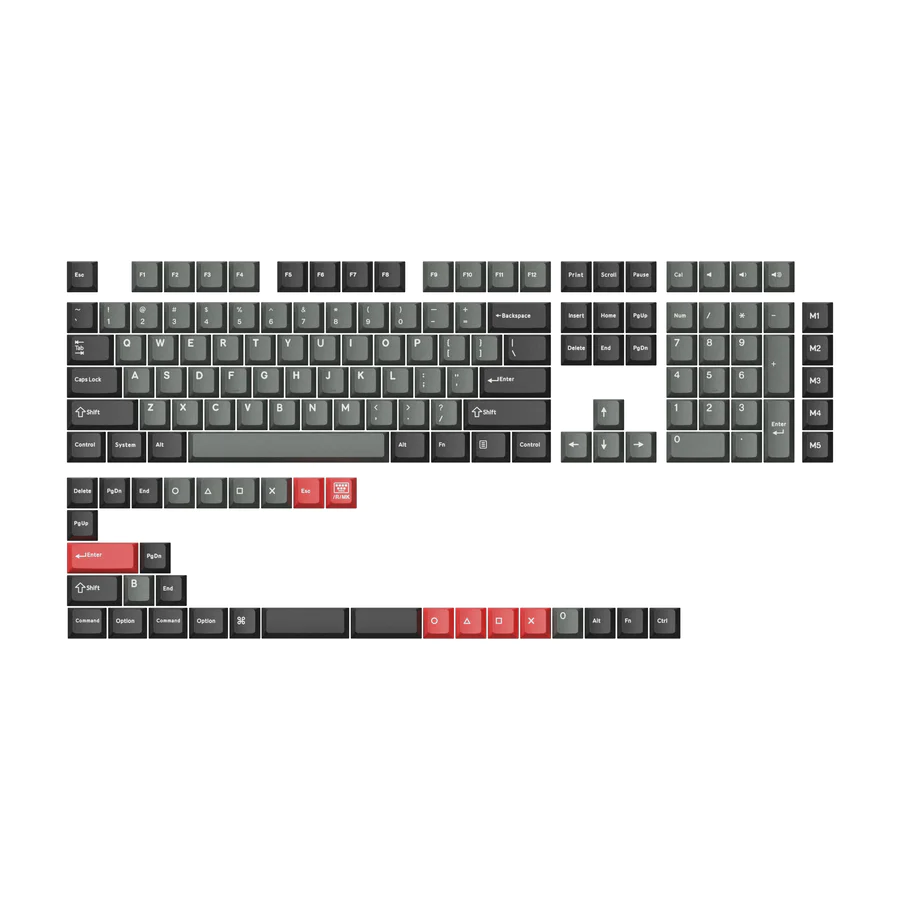 Esc F1 F2 F3 F4 F5 F6 F7 F8 F9 F10 F11 F12 Print Scroll Pause Cal
~ ` ! 1 @ 2 # 3 $ 4 % 5 ^ 6 & 7 * 8 ( 9 ) 0 — - + = ←Backspace Insert Home PgUp Num / * - M1
Tab Q W E R T Y U I O P { [ } ] | \ Delete End PgDn 7 8 9 + M2
Caps Lock A S D F G H J K L : ; " ' Enter 4 5 6 M3
Shift Z X C V B N M < , > . ? / Shift ↑ 1 2 3 Enter M4
Control System Alt Alt Fn Control ← ↓ → 0 . M5
Delete PgDn End ○ △ □ ✕ Esc
PgUp
Enter PgDn
Shift B End
Command Option Command Option ⌘ ○ △ □ ✕ 0 Alt Fn Ctrl